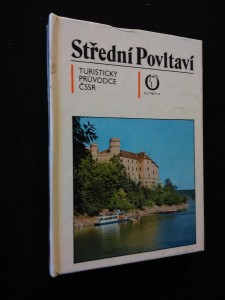 Střední Povltaví
TURISTICKÝ
PRŮVODCE
ČSSR
OLYMPIA